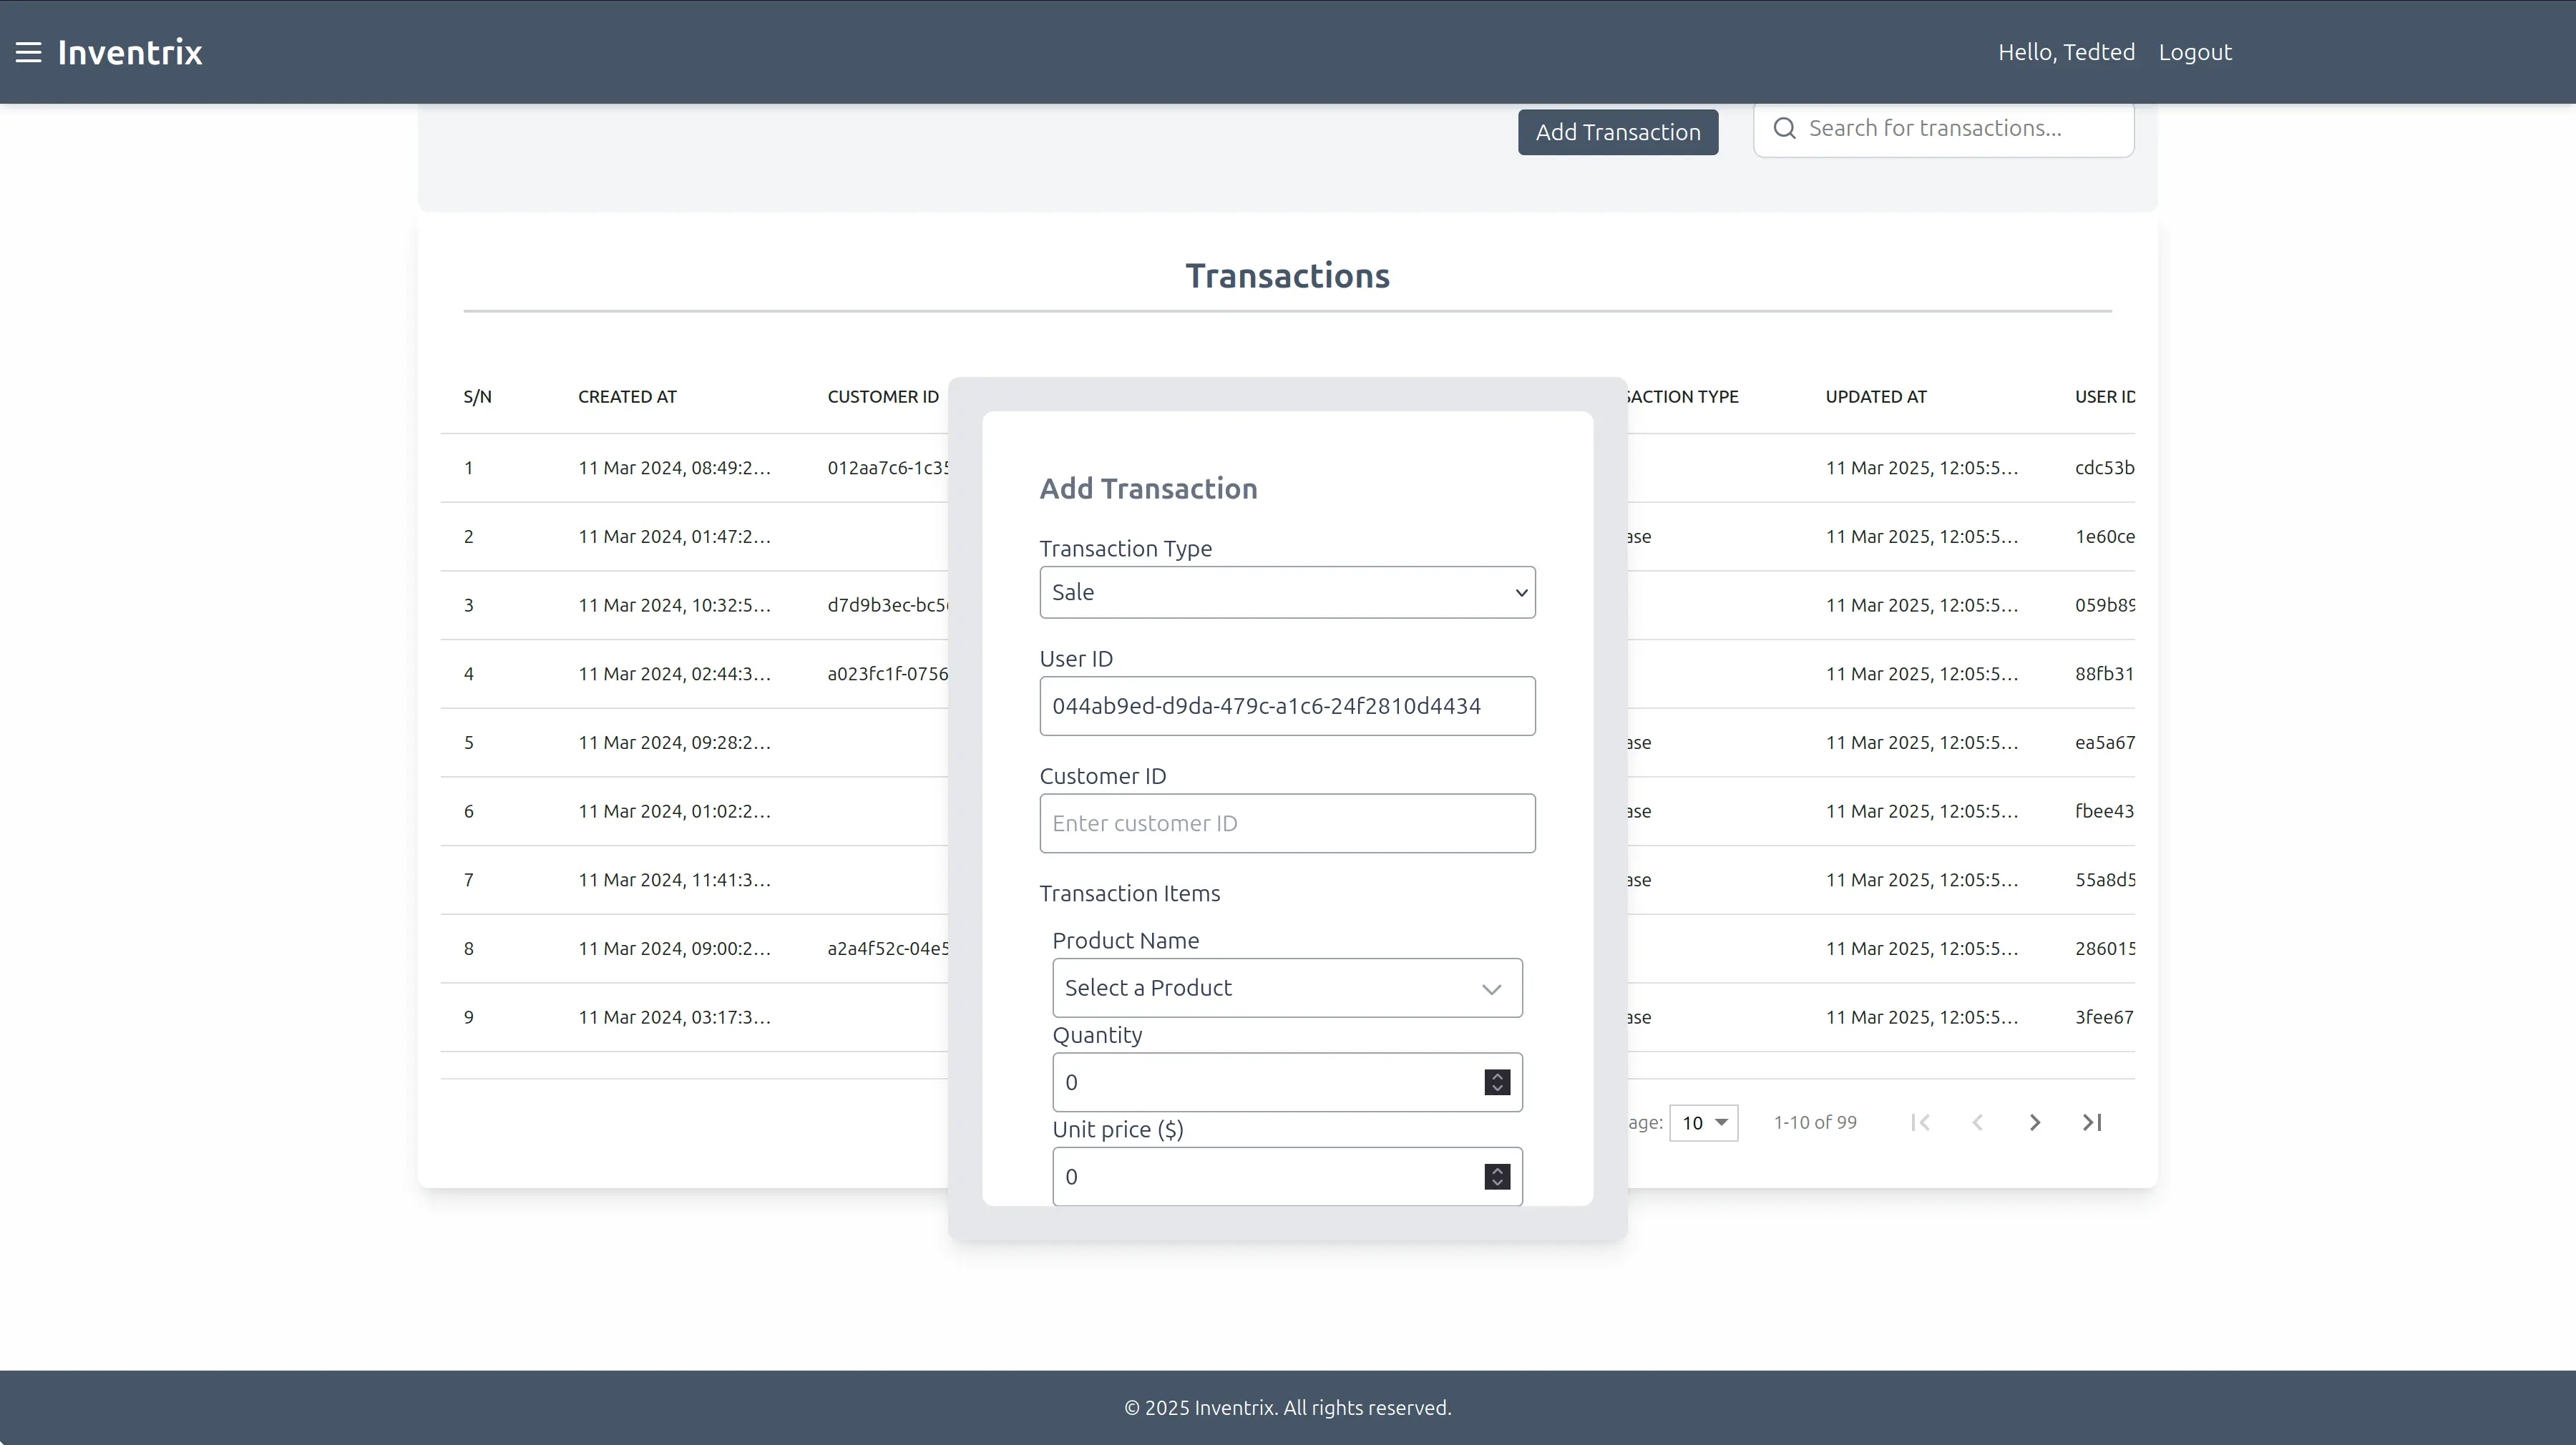 Inventrix
Hello, Tedted Logout
Add Transaction
Search for transactions...
Transactions
S/N CREATED AT CUSTOMER ID SACTION TYPE UPDATED AT USER ID
1 11 Mar 2024, 08:49:2... 012aa7c6-1c35 11 Mar 2025, 12:05:5... cdc53b
2 11 Mar 2024, 01:47:2... ase 11 Mar 2025, 12:05:5... 1e60ce
3 11 Mar 2024, 10:32:5... d7d9b3ec-bc5 11 Mar 2025, 12:05:5... 059b89
4 11 Mar 2024, 02:44:3... a023fc1f-0756 11 Mar 2025, 12:05:5... 88fb31
5 11 Mar 2024, 09:28:2... ase 11 Mar 2025, 12:05:5... ea5a67
6 11 Mar 2024, 01:02:2... ase 11 Mar 2025, 12:05:5... fbee43
7 11 Mar 2024, 11:41:3... ase 11 Mar 2025, 12:05:5... 55a8d5
8 11 Mar 2024, 09:00:2... a2a4f52c-04e5 11 Mar 2025, 12:05:5... 286015
9 11 Mar 2024, 03:17:3... ase 11 Mar 2025, 12:05:5... 3fee67
age: 10 1-10 of 99
Add Transaction
Transaction Type
Sale
User ID
044ab9ed-d9da-479c-a1c6-24f2810d4434
Customer ID
Enter customer ID
Transaction Items
Product Name
Select a Product
Quantity
0
Unit price ($)
0
© 2025 Inventrix. All rights reserved.